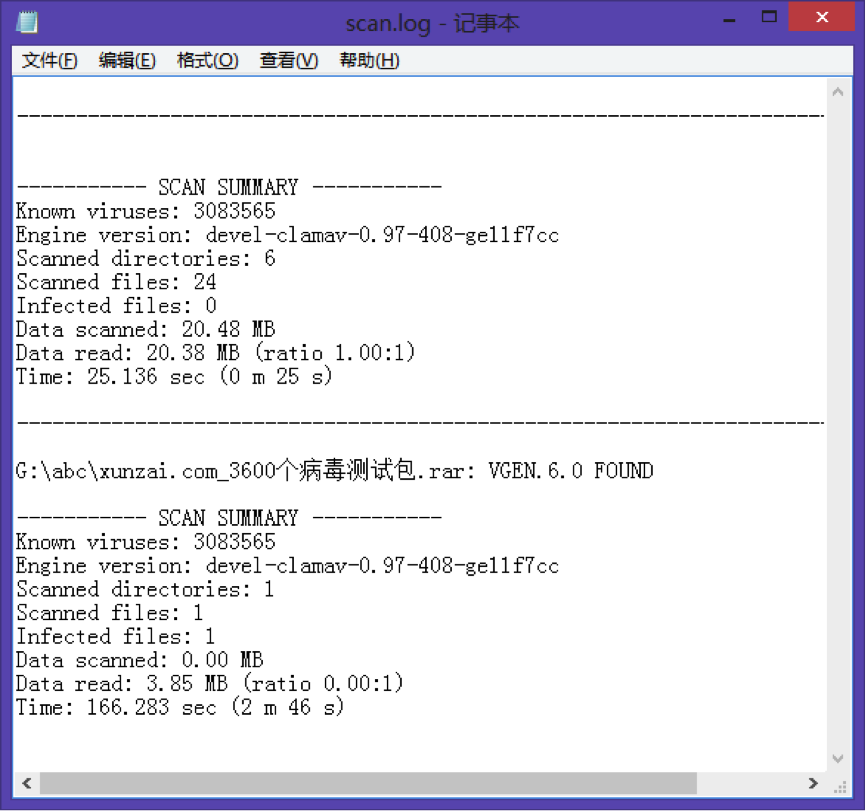 scan.log - 记事本
文件(F) 编辑(E) 格式(O) 查看(V) 帮助(H)
--------------------------------------------------------------------
----------- SCAN SUMMARY -----------
Known viruses: 3083565
Engine version: devel-clamav-0.97-408-ge11f7cc
Scanned directories: 6
Scanned files: 24
Infected files: 0
Data scanned: 20.48 MB
Data read: 20.38 MB (ratio 1.00:1)
Time: 25.136 sec (0 m 25 s)
--------------------------------------------------------------------
G:\abc\xunzai.com_3600个病毒测试包.rar: VGEN.6.0 FOUND
----------- SCAN SUMMARY -----------
Known viruses: 3083565
Engine version: devel-clamav-0.97-408-ge11f7cc
Scanned directories: 1
Scanned files: 1
Infected files: 1
Data scanned: 0.00 MB
Data read: 3.85 MB (ratio 0.00:1)
Time: 166.283 sec (2 m 46 s)